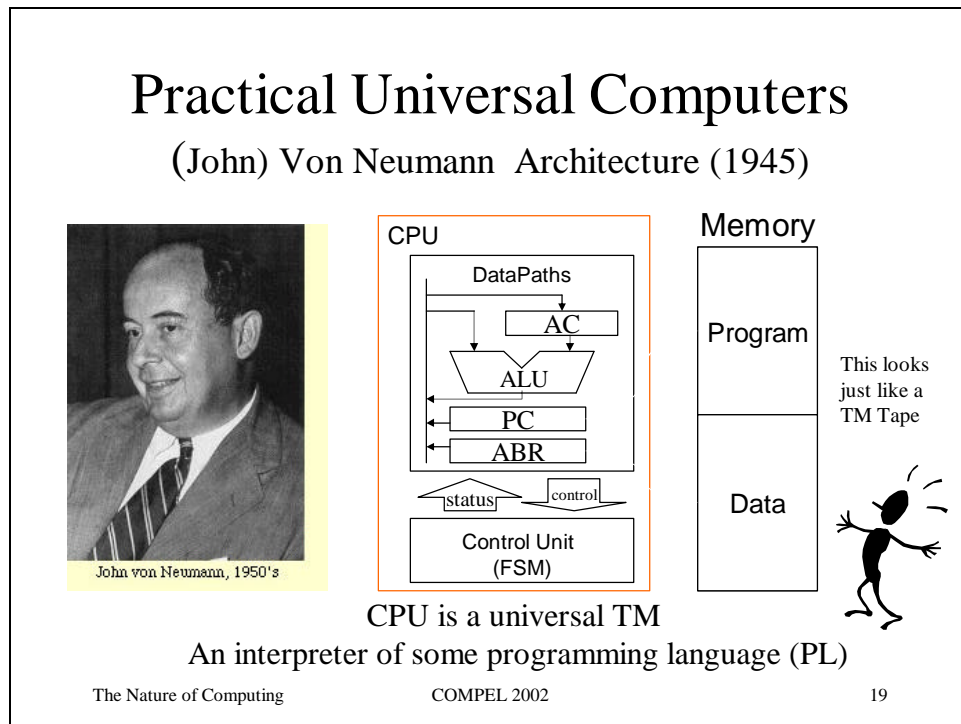 Practical Universal Computers
(John) Von Neumann Architecture (1945)
John von Neumann, 1950's
CPU
DataPaths
AC
ALU
PC
ABR
status
control
Control Unit
(FSM)
Memory
Program
Data
This looks
just like a
TM Tape
CPU is a universal TM
An interpreter of some programming language (PL)
The Nature of Computing
COMPEL 2002
19